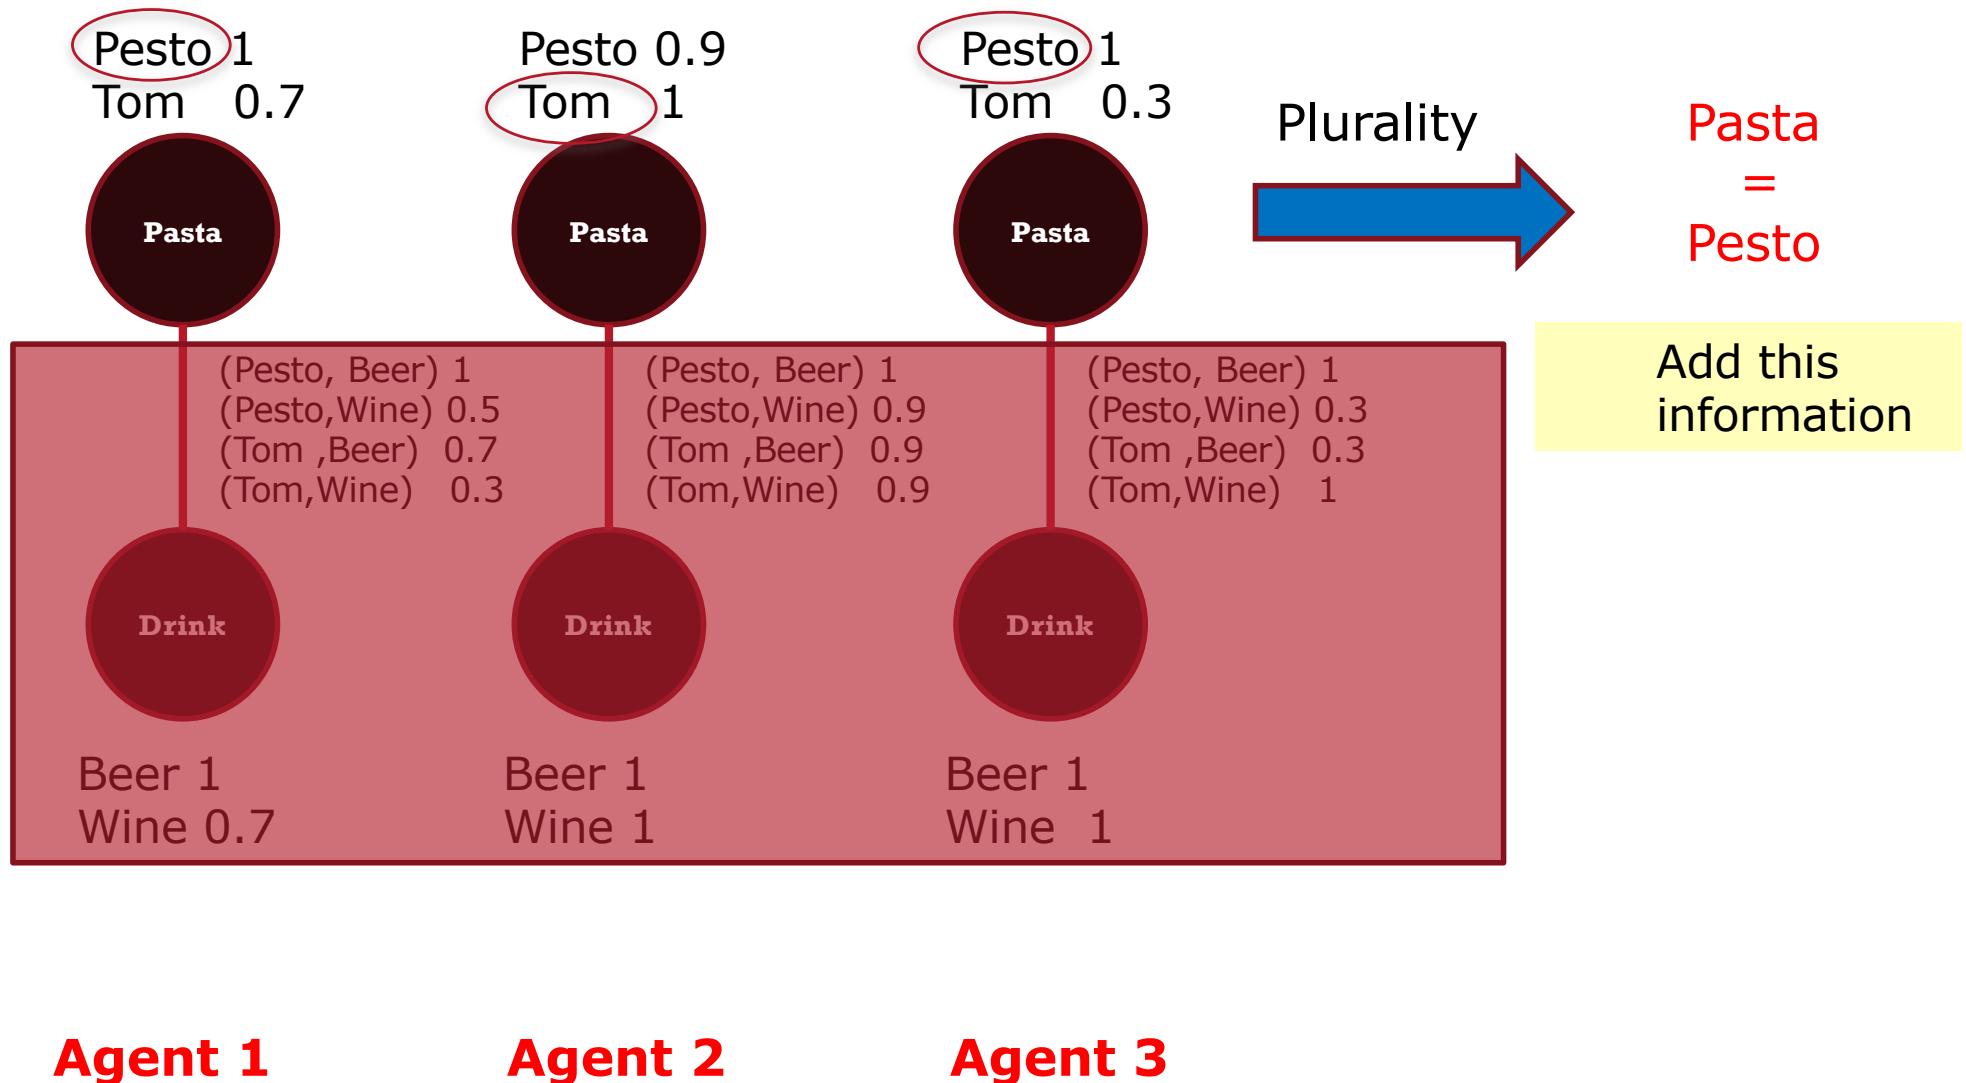 Pesto 1
Tom 0.7
Pesto 0.9
Tom 1
Pesto 1
Tom 0.3
Plurality
Pasta
=
Pesto
Pasta
Pasta
Pasta
Add this
information
(Pesto, Beer) 1
(Pesto,Wine) 0.5
(Tom ,Beer) 0.7
(Tom,Wine) 0.3
(Pesto, Beer) 1
(Pesto,Wine) 0.9
(Tom ,Beer) 0.9
(Tom,Wine) 0.9
(Pesto, Beer) 1
(Pesto,Wine) 0.3
(Tom ,Beer) 0.3
(Tom,Wine) 1
Drink
Drink
Drink
Beer 1
Wine 0.7
Beer 1
Wine 1
Beer 1
Wine 1
Agent 1
Agent 2
Agent 3